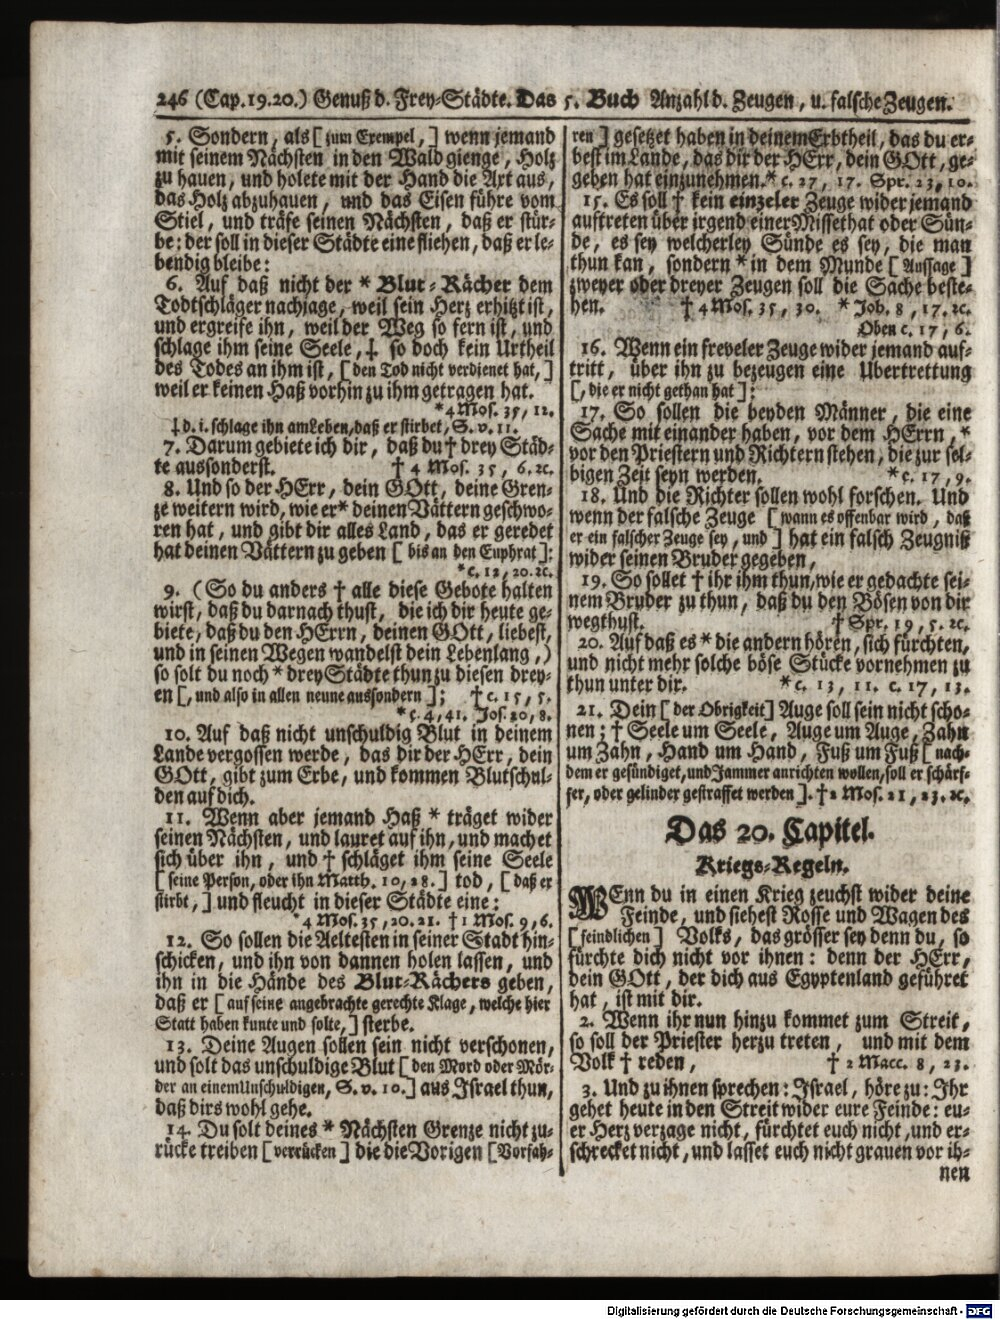 246 (Cap.19.20.) Genuß d. Frey-Städte. Das 5. Buch Anzahl d. Zeugen, u. falsche Zeugen.
5. Sondern, als [zum Exempel,] wenn jemand
mit seinem Nächsten in den Wald gienge, Holz
zu hauen, und holete mit der Hand die Axt aus,
das Holz abzuhauen, und das Eisen führe vom
Stiel, und träfe seinen Nächsten, daß er stür-
be: der soll in dieser Städte eine fliehen, daß er le-
bendig bleibe:
6. Auf daß nicht der * Blut-Rächer dem
Todtschläger nachjage, weil sein Herz erhitzt ist,
und ergreife ihn, weil der Weg so fern ist, und
schlage ihm seine Seele, ‡ so doch kein Urtheil
des Todes an ihm ist, [den Tod nicht verdienet hat,]
weil er keinen Haß vorhin zu ihm getragen hat.
*4 Mos. 35, 12.
‡ d. i. schlage ihn am Leben, daß er stirbet, S. v. 11.
7. Darum gebiete ich dir, daß du † drey Städ-
te aussonderst. † 4 Mos. 35, 6. ꝛc.
8. Und so der HErr, dein GOtt, deine Gren-
ze weitern wird, wie er* deinen Vättern geschwo-
ren hat, und gibt dir alles Land, das er geredet
hat deinen Vättern zu geben [bis an den Euphrat]:
*c. 12, 20. ꝛc.
9. (So du anders † alle diese Gebote halten
wirst, daß du darnach thust, die ich dir heute ge-
biete, daß du den HErrn, deinen GOtt, liebest,
und in seinen Wegen wandelst dein Lebenlang,)
so solt du noch * drey Städte thun zu diesen drey-
en [, und also in allen neune aussondern]; † c. 15, 5.
*c. 4, 41. Jos. 20, 8.
10. Auf daß nicht unschuldig Blut in deinem
Lande vergossen werde, das dir der HErr, dein
GOtt, gibt zum Erbe, und kommen Blutschul-
den auf dich.
11. Wenn aber jemand Haß * träget wider
seinen Nächsten, und lauret auf ihn, und machet
sich über ihn, und † schläget ihm seine Seele
[seine Person, oder ihn Matth. 10, 28.] tod, [daß er
stirbt,] und fleucht in dieser Städte eine:
*4 Mos. 35, 20. 21. † 1 Mos. 9, 6.
12. So sollen die Aeltesten in seiner Stadt hin-
schicken, und ihn von dannen holen lassen, und
ihn in die Hände des Blut-Rächers geben,
daß er [auf seine angebrachte gerechte Klage, welche hier
Statt haben kunte und solte,] sterbe.
13. Deine Augen sollen sein nicht verschonen,
und solt das unschuldige Blut [den Mord oder Mör-
der an einem Unschuldigen, S. v. 10.] aus Israel thun,
daß dirs wohl gehe.
14. Du solt deines * Nächsten Grenze nicht zu-
rücke treiben [verrücken] die die Vorigen [Vorfah-
ren] gesetzet haben in deinem Erbtheil, das du er-
best im Lande, das dir der HErr, dein GOtt, ge-
geben hat einzunehmen.* c. 27, 17. Spr. 23, 10.
15. Es soll † kein einzeler Zeuge wider jemand
auftreten über irgend einer Missethat oder Sün-
de, es sey welcherley Sünde es sey, die man
thun kan, sondern * in dem Munde [Aussage]
zweyer oder dreyer Zeugen soll die Sache beste-
hen. † 4 Mos. 35, 30. * Joh. 8, 17. ꝛc.
Oben c. 17, 6.
16. Wenn ein freveler Zeuge wider jemand auf-
tritt, über ihn zu bezeugen eine Ubertrettung
[, die er nicht gethan hat]:
17. So sollen die beyden Männer, die eine
Sache mit einander haben, vor dem HErrn, *
vor den Priestern und Richtern stehen, die zur sel-
bigen Zeit seyn werden. *c. 17, 9.
18. Und die Richter sollen wohl forschen. Und
wenn der falsche Zeuge [wann es offenbar wird, daß
er ein falscher Zeuge sey, und] hat ein falsch Zeugniß
wider seinen Bruder gegeben,
19. So sollet † ihr ihm thun, wie er gedachte sei-
nem Bruder zu thun, daß du den Bösen von dir
wegthust. † Spr. 19, 5. ꝛc.
20. Auf daß es * die andern hören, sich fürchten,
und nicht mehr solche böse Stücke vornehmen zu
thun unter dir. *c. 13, 11. c. 17, 13.
21. Dein [der Obrigkeit] Auge soll sein nicht scho-
nen; † Seele um Seele, Auge um Auge, Zahn
um Zahn, Hand um Hand, Fuß um Fuß [nach-
dem er gesündiget, und Jammer anrichten wollen, soll er schärf-
fer, oder gelinder gestraffet werden]. † 2 Mos. 21, 23. ꝛc.
Das 20. Capitel.
Kriegs-Regeln.
WEnn du in einen Krieg zeuchst wider deine
Feinde, und siehest Rosse und Wagen des
[feindlichen] Volks, das grösser sey denn du, so
fürchte dich nicht vor ihnen: denn der HErr,
dein GOtt, der dich aus Egyptenland geführet
hat, ist mit dir.
2. Wenn ihr nun hinzu kommet zum Streit,
so soll der Priester herzu treten, und mit dem
Volk † reden, † 2 Macc. 8, 23.
3. Und zu ihnen sprechen: Israel, höre zu: Ihr
gehet heute in den Streit wider eure Feinde: eu-
er Herz verzage nicht, fürchtet euch nicht, und er-
schrecket nicht, und lasset euch nicht grauen vor ih-
nen
Digitalisierung gefördert durch die Deutsche Forschungsgemeinschaft - DFG